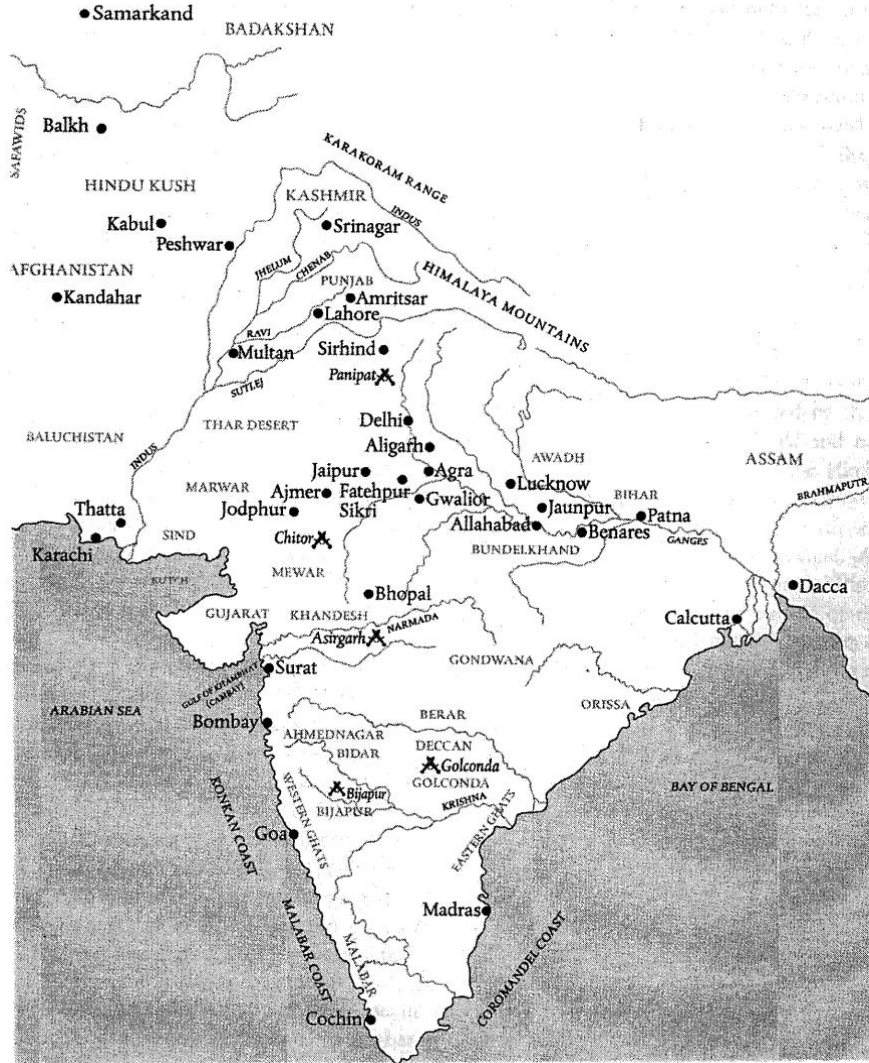 Samarkand
BADAKSHAN
SAFAWIDS
Balkh
KARAKORAM RANGE
HINDU KUSH
KASHMIR
INDUS
Kabul
Srinagar
Peshwar
JHELUM
CHENAB
HIMALAYA MOUNTAINS
AFGHANISTAN
PUNJAB
Kandahar
Amritsar
Lahore
RAVI
Multan
Sirhind
SUTLEJ
Panipat
Delhi
THAR DESERT
BALUCHISTAN
INDUS
Aligarh
AWADH
ASSAM
Jaipur
Agra
Lucknow
MARWAR
Ajmer
Fatehpur
Sikri
Gwalior
BIHAR
BRAHMAPUTR
Thatta
Jodphur
Jaunpur
Patna
Allahabad
Benares
GANGES
Karachi
SIND
Chitor
BUNDELKHAND
KUTCH
MEWAR
Bhopal
Dacca
GUJARAT
KHANDESH
NARMADA
Calcutta
Asirgarh
GONDWANA
Surat
GULF OF KHAMBHAT
(CAMBAY)
ORISSA
ARABIAN SEA
Bombay
BERAR
AHMEDNAGAR
BIDAR
DECCAN
Golconda
GOLCONDA
BAY OF BENGAL
Bijapur
BIJAPUR
KRISHNA
KONKAN COAST
WESTERN GHATS
EASTERN GHATS
Goa
Madras
MALABAR COAST
MALABAR
COROMANDEL COAST
Cochin